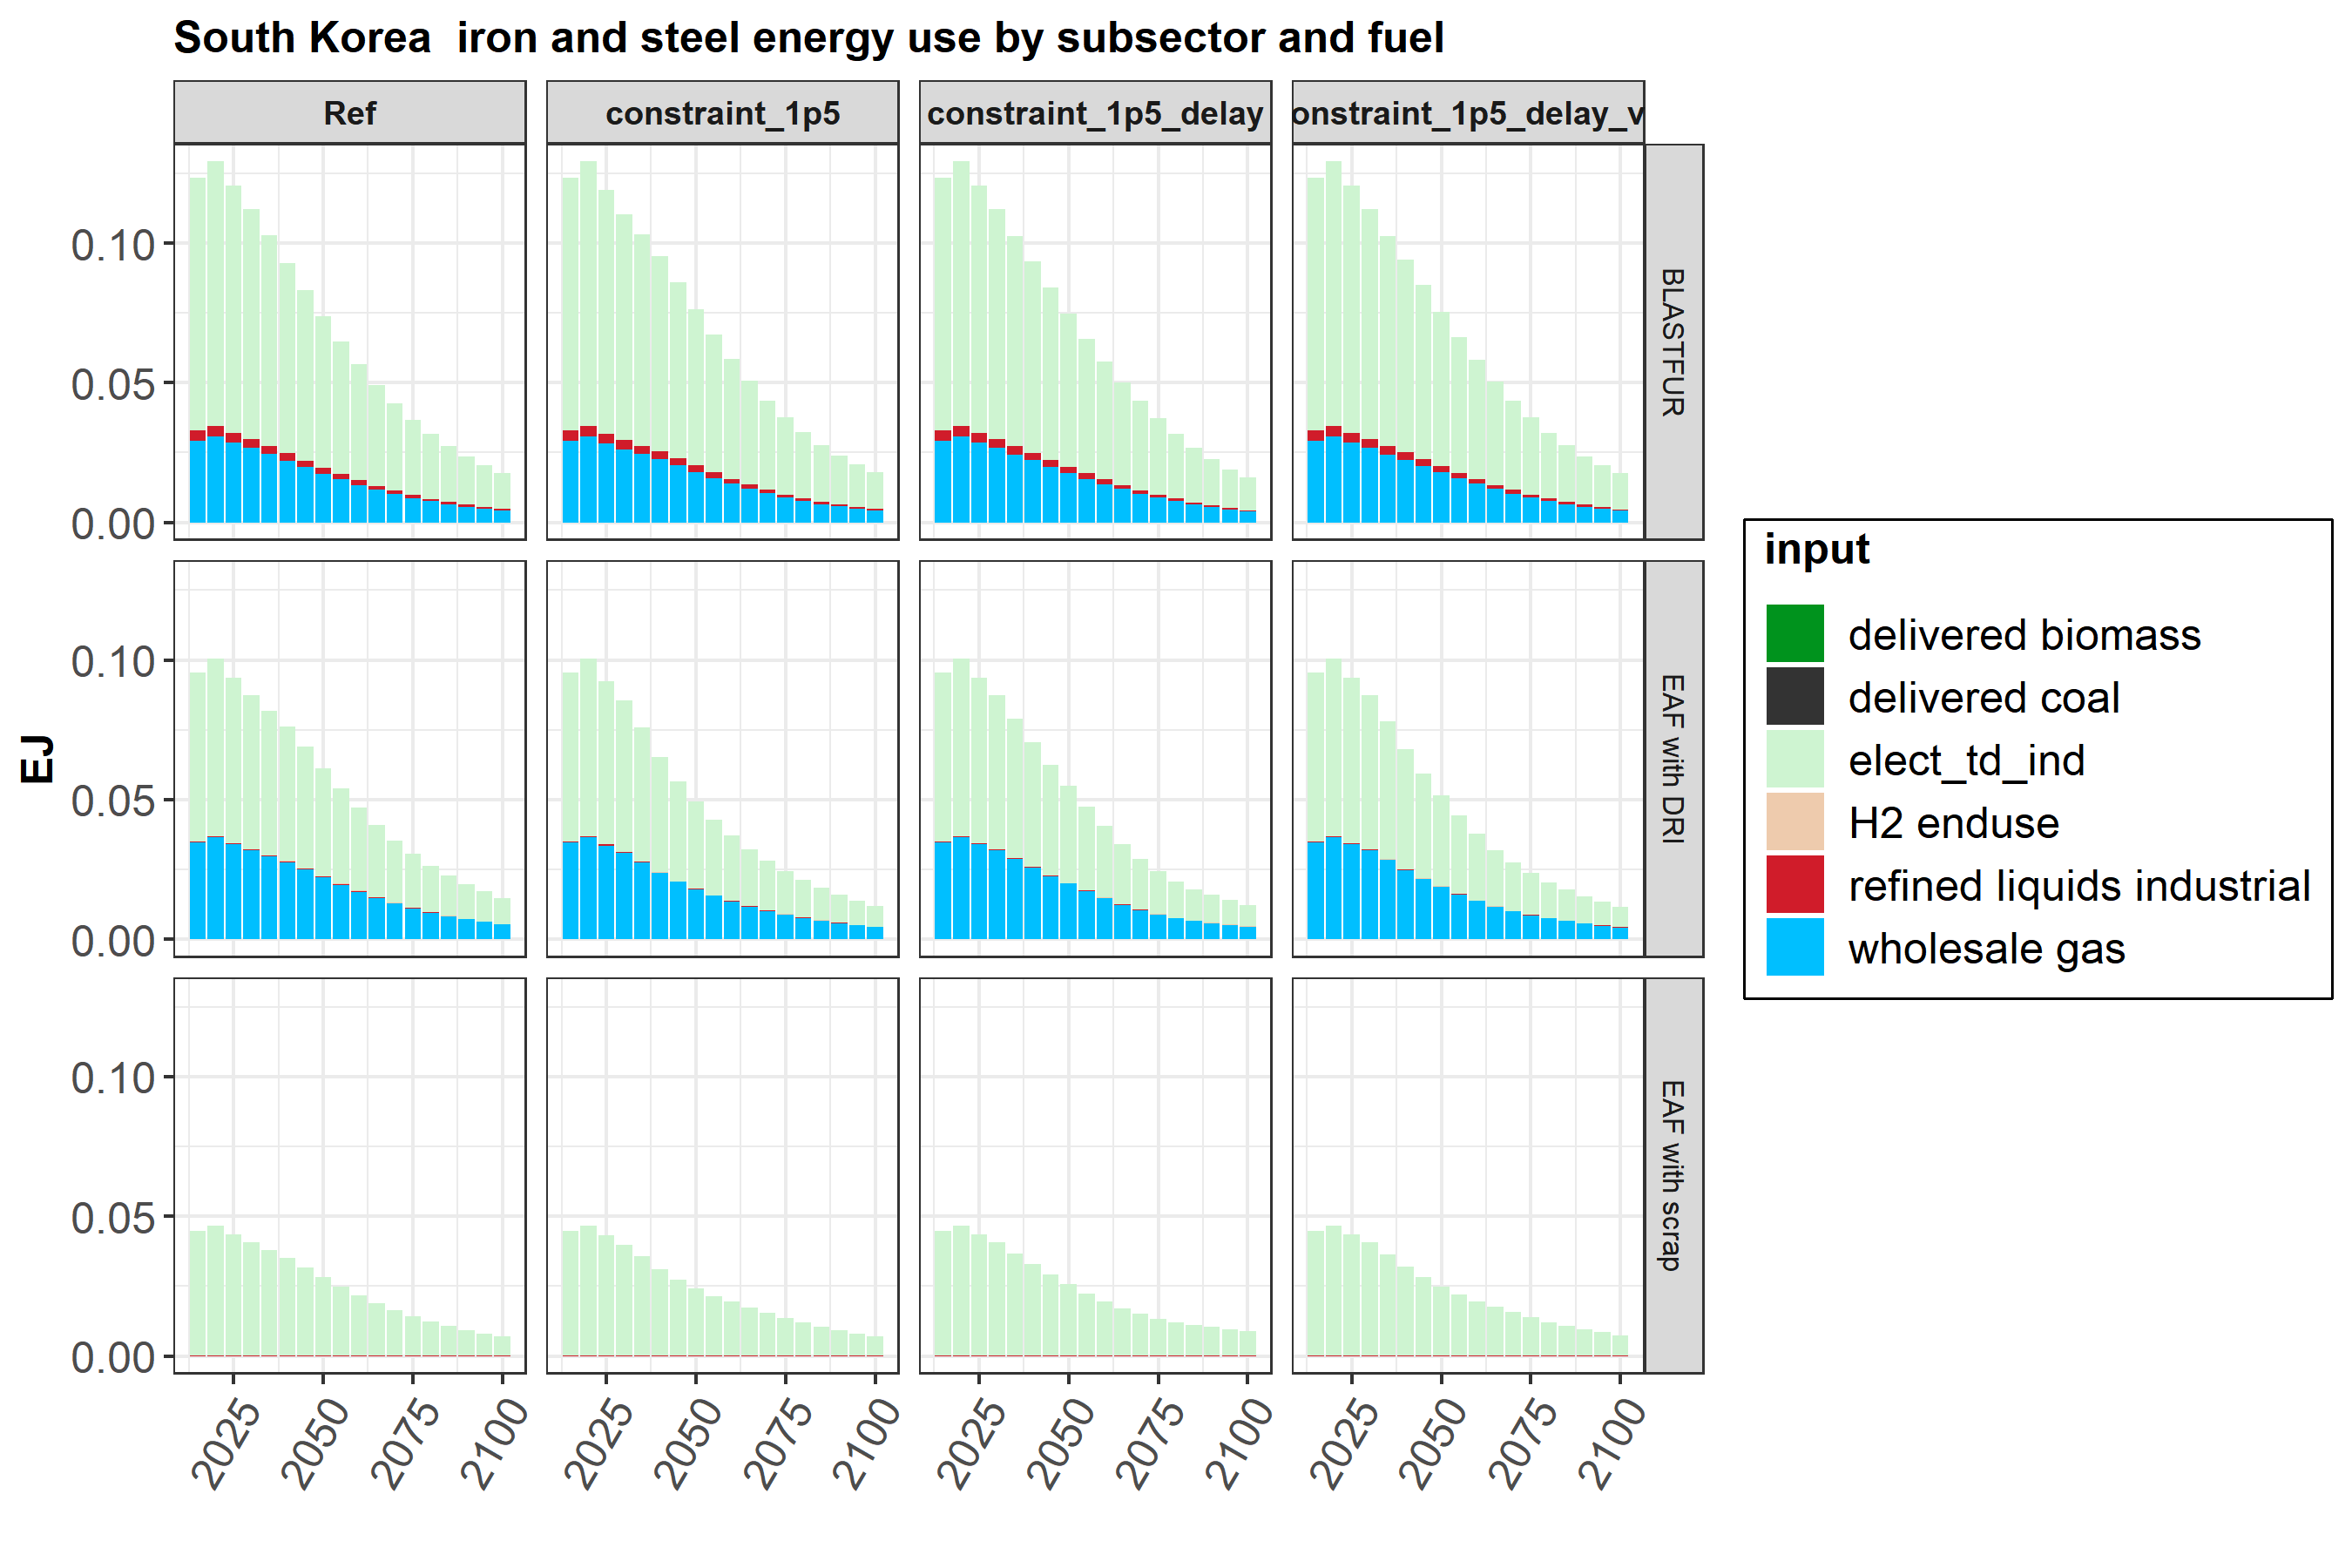 South Korea  iron and steel energy use by subsector and fuel
Ref
constraint_1p5
constraint_1p5_delay
onstraint_1p5_delay_v
0.10
0.05
0.00
BLASTFUR
0.10
0.05
0.00
EAF with DRI
0.10
0.05
0.00
EAF with scrap
EJ
2025
2050
2075
2100
2025
2050
2075
2100
2025
2050
2075
2100
2025
2050
2075
2100
input
delivered biomass
delivered coal
elect_td_ind
H2 enduse
refined liquids industrial
wholesale gas